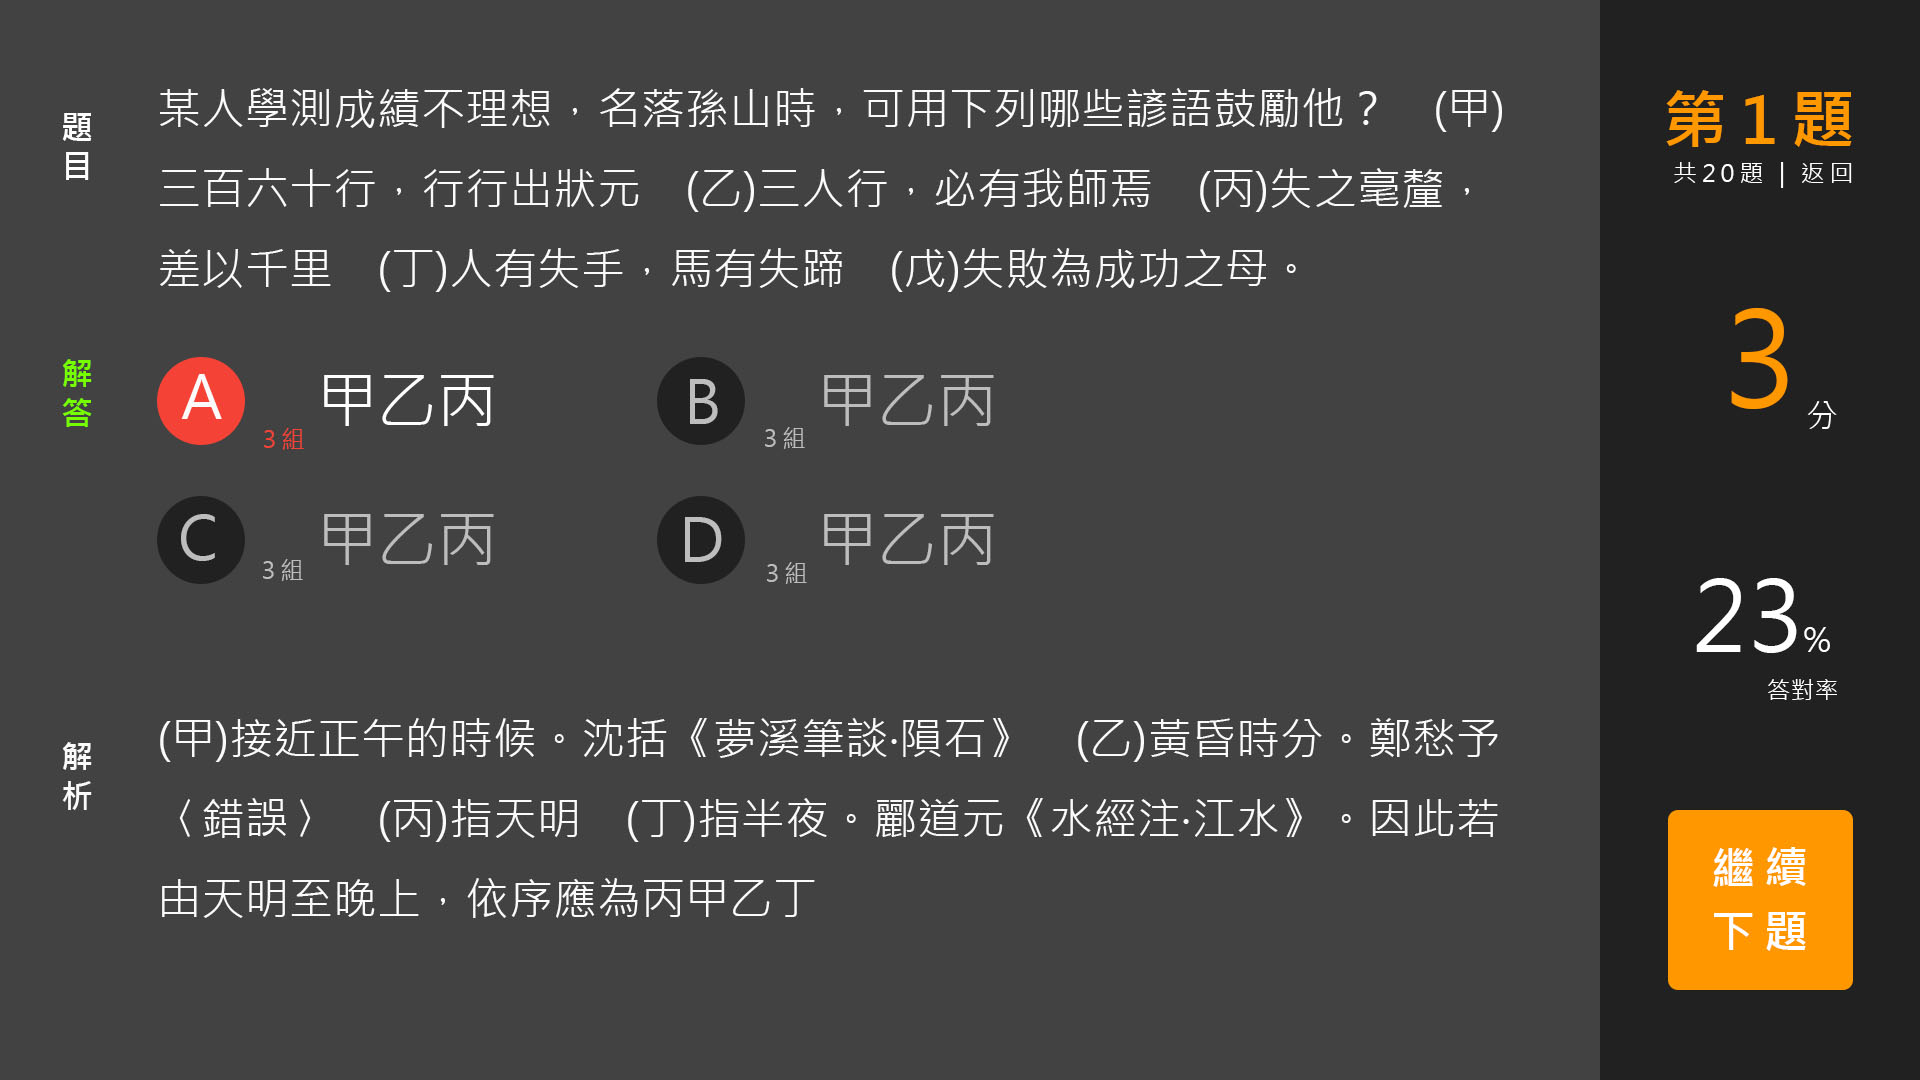 題目
某人學測成績不理想，名落孫山時，可用下列哪些諺語鼓勵他？　(甲)
三百六十行，行行出狀元　(乙)三人行，必有我師焉　(丙)失之毫釐，
差以千里　(丁)人有失手，馬有失蹄　(戊)失敗為成功之母。
解答
A 3組 甲乙丙
B 3組 甲乙丙
C 3組 甲乙丙
D 3組 甲乙丙
解析
(甲)接近正午的時候。沈括《夢溪筆談·隕石》　(乙)黃昏時分。鄭愁予
〈錯誤〉　(丙)指天明　(丁)指半夜。酈道元《水經注·江水》。因此若
由天明至晚上，依序應為丙甲乙丁
第1題
共20題 | 返回
3分
23%
答對率
繼續
下題